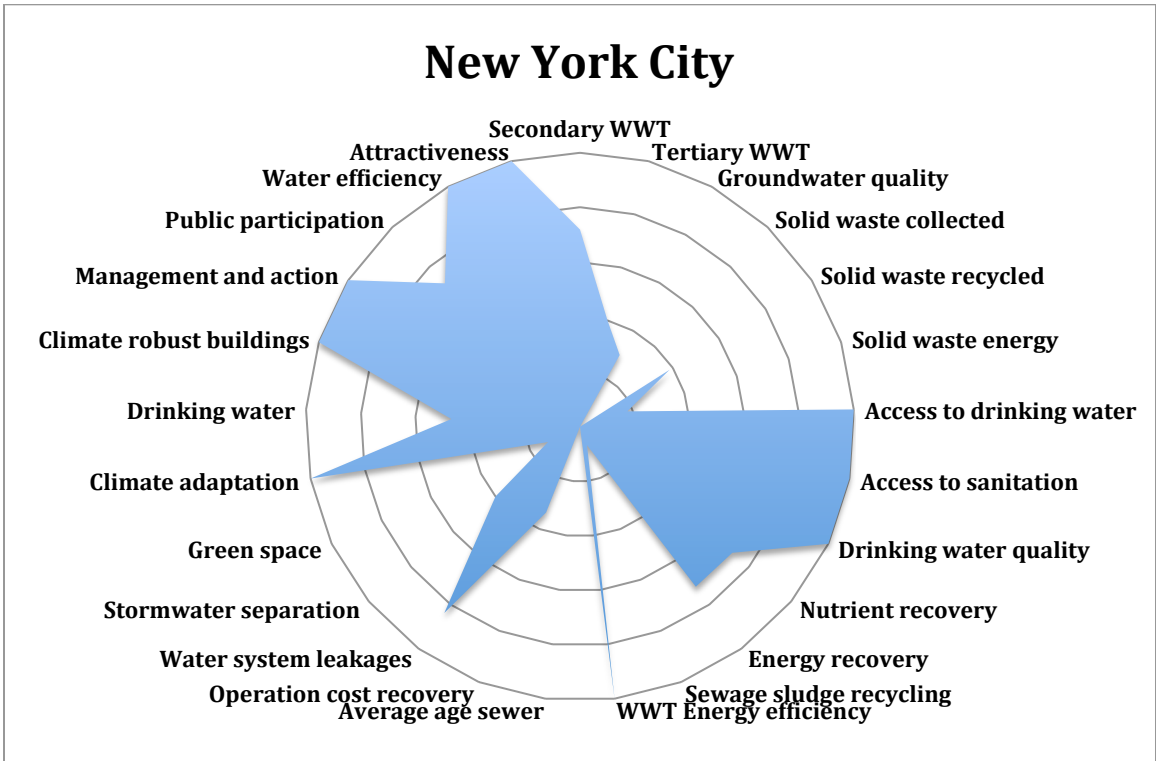 New York City
Secondary WWT
Tertiary WWT
Groundwater quality
Solid waste collected
Solid waste recycled
Solid waste energy
Access to drinking water
Access to sanitation
Drinking water quality
Nutrient recovery
Energy recovery
Sewage sludge recycling
WWT Energy efficiency
Average age sewer
Operation cost recovery
Water system leakages
Stormwater separation
Green space
Climate adaptation
Drinking water
Climate robust buildings
Management and action
Public participation
Water efficiency
Attractiveness